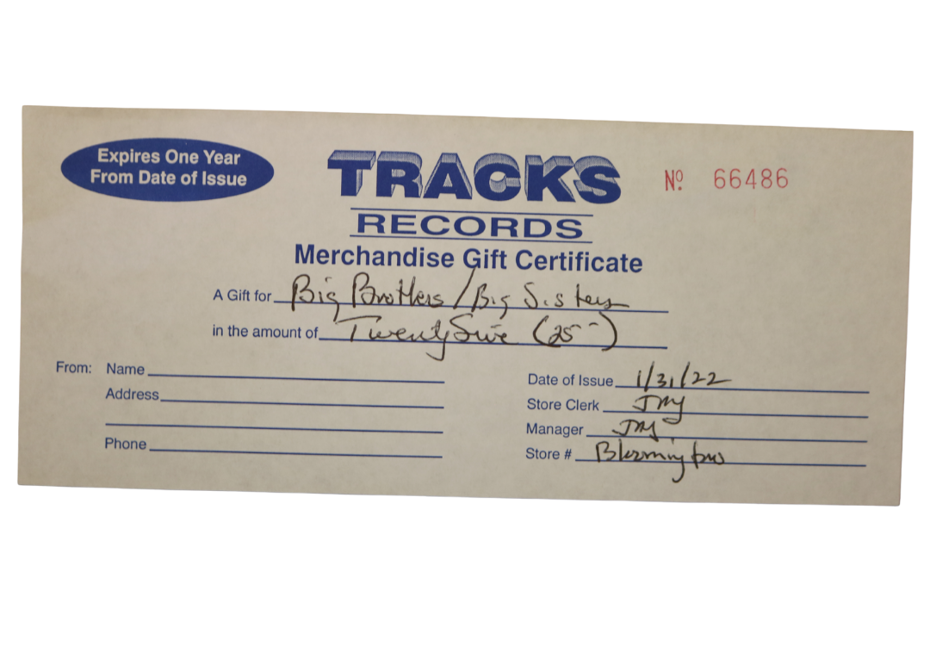 Expires One Year
From Date of Issue
TRACKS
Nº 66486
RECORDS
Merchandise Gift Certificate
A Gift for Big Brothers/Big Sisters
in the amount of Twenty five (25--)
From: Name
Address
Phone
Date of Issue 1/31/22
Store Clerk
Manager
Store # Bloomington